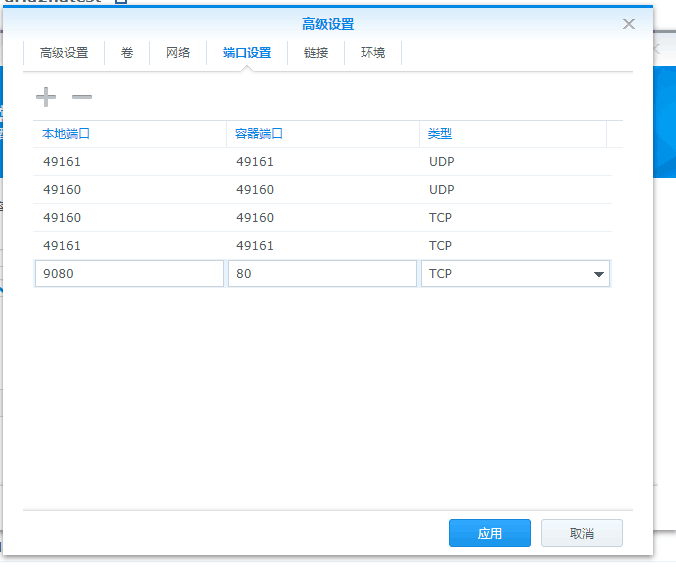 高级设置
高级设置 卷 网络 端口设置 链接 环境
本地端口 容器端口 类型
49161 49161 UDP
49160 49160 UDP
49160 49160 TCP
49161 49161 TCP
9080 80 TCP
应用 取消